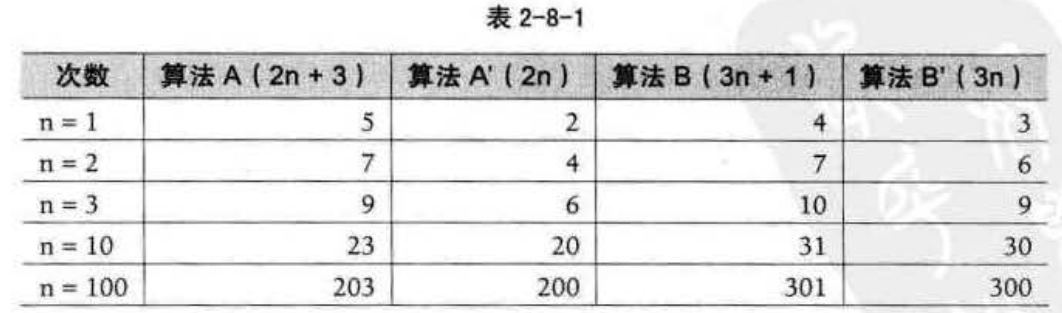 表 2-8-1
次数 算法 A ( 2n + 3 ) 算法 A' ( 2n ) 算法 B ( 3n + 1 ) 算法 B' ( 3n )
n = 1 5 2 4 3
n = 2 7 4 7 6
n = 3 9 6 10 9
n = 10 23 20 31 30
n = 100 203 200 301 300